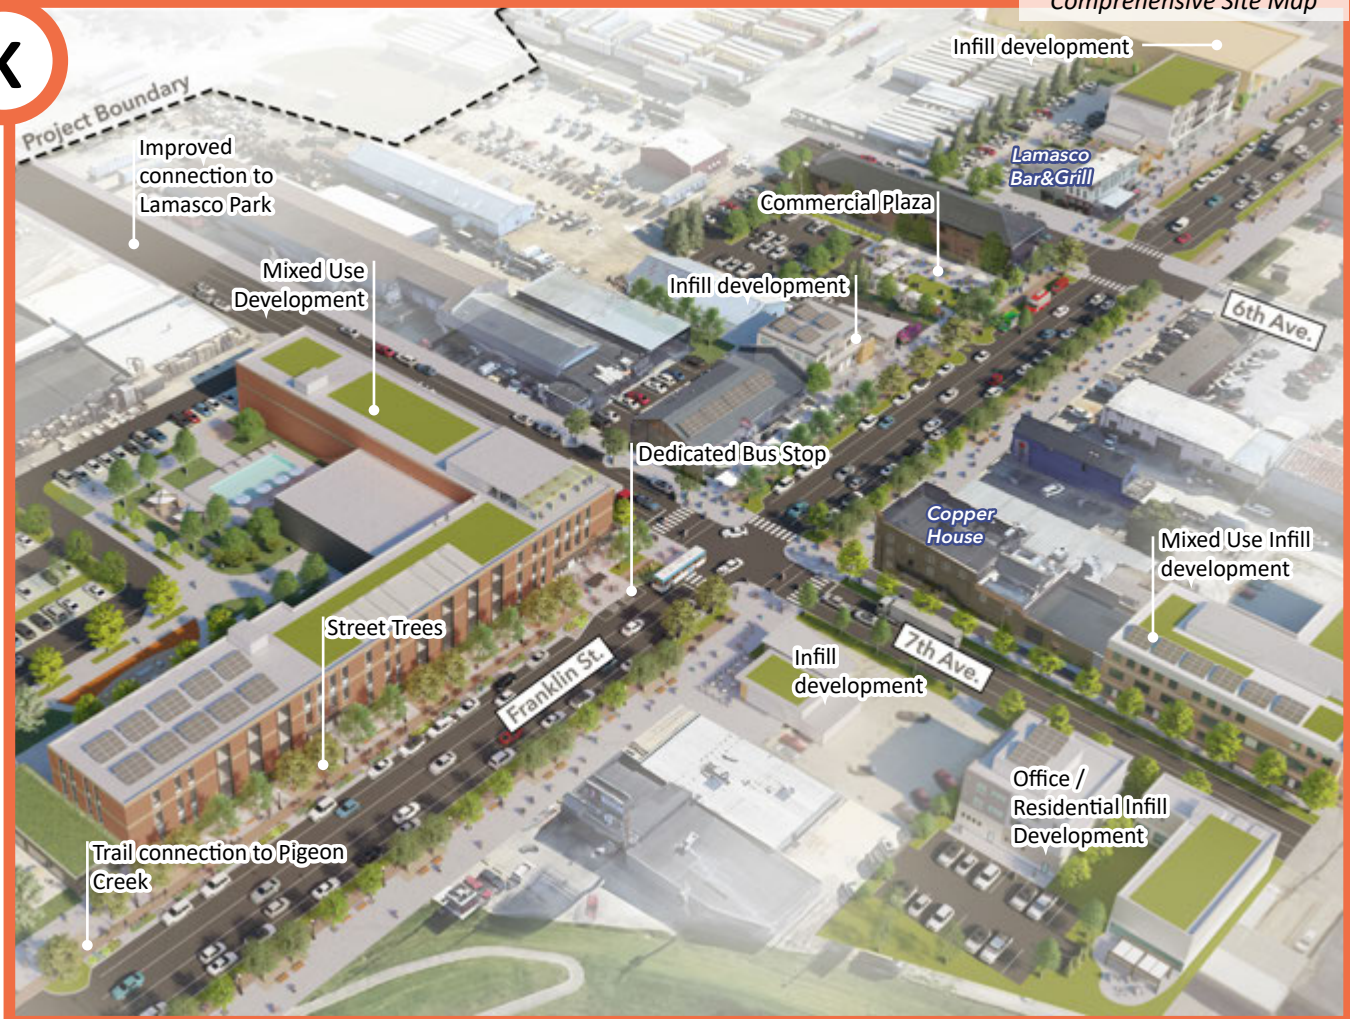 Comprehensive Site Map
K
Infill development
Project Boundary
Improved
connection to
Lamasco Park
Lamasco
Bar&Grill
Commercial Plaza
Mixed Use
Development
Infill development
6th Ave.
Dedicated Bus Stop
Copper
House
Mixed Use Infill
development
Street Trees
Franklin St.
7th Ave.
Infill
development
Office /
Residential Infill
Development
Trail connection to Pigeon
Creek